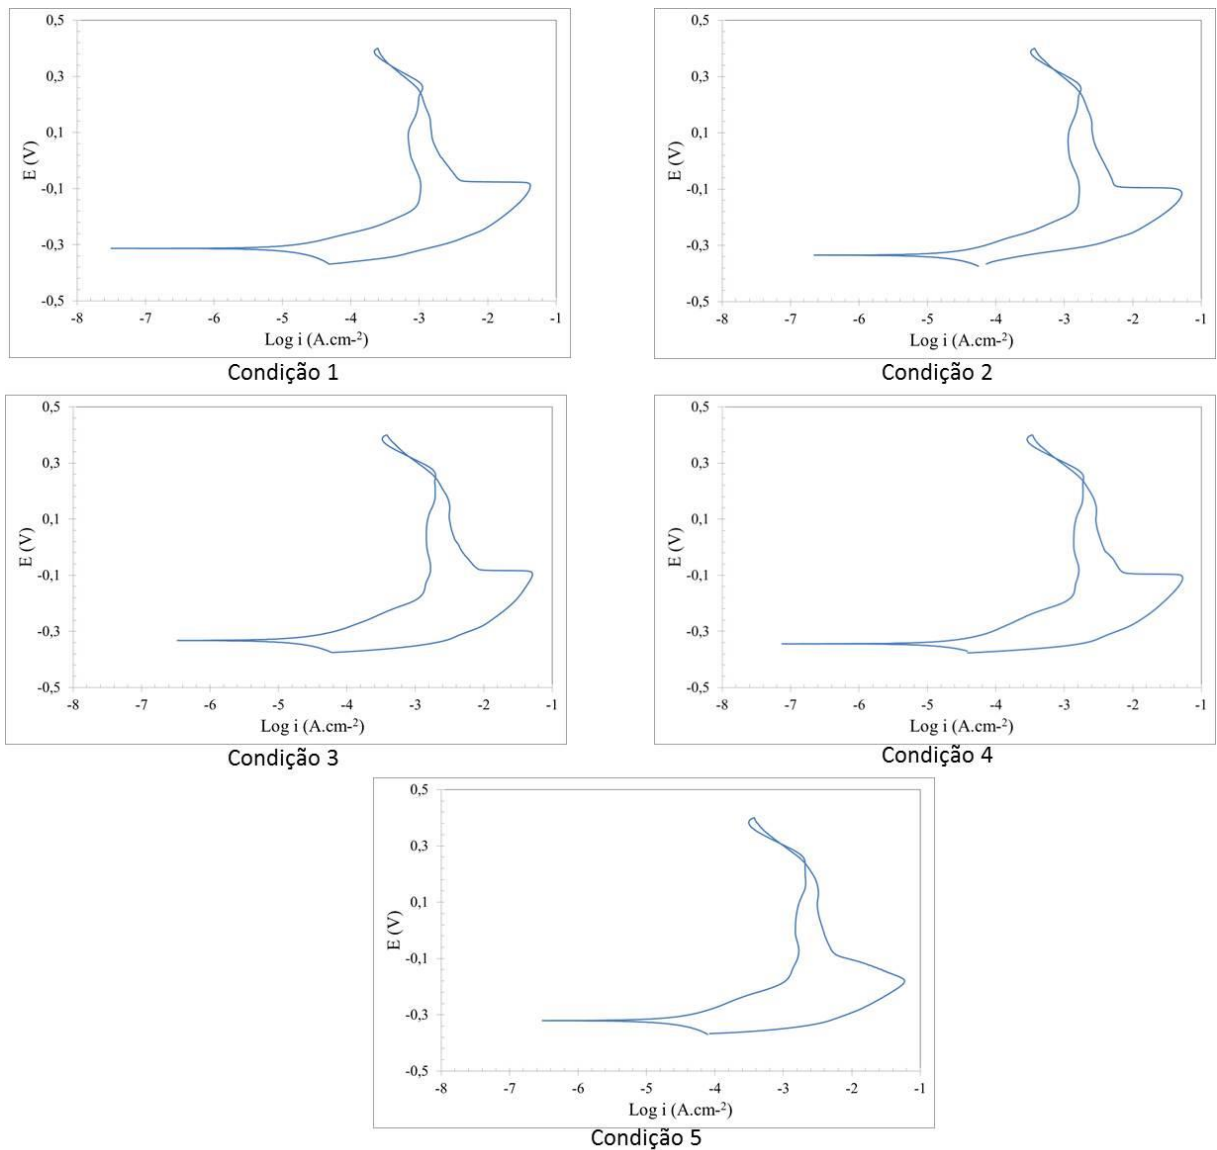 0,5
0,3
0,1
-0,1
-0,3
-0,5
E (V)
-8 -7 -6 -5 -4 -3 -2 -1
Log i (A.cm-2)
Condição 1
0,5
0,3
0,1
-0,1
-0,3
-0,5
E (V)
-8 -7 -6 -5 -4 -3 -2 -1
Log i (A.cm-2)
Condição 2
0,5
0,3
0,1
-0,1
-0,3
-0,5
E (V)
-8 -7 -6 -5 -4 -3 -2 -1
Log i (A.cm-2)
Condição 3
0,5
0,3
0,1
-0,1
-0,3
-0,5
E (V)
-8 -7 -6 -5 -4 -3 -2 -1
Log i (A.cm-2)
Condição 4
0,5
0,3
0,1
-0,1
-0,3
-0,5
E (V)
-8 -7 -6 -5 -4 -3 -2 -1
Log i (A.cm-2)
Condição 5